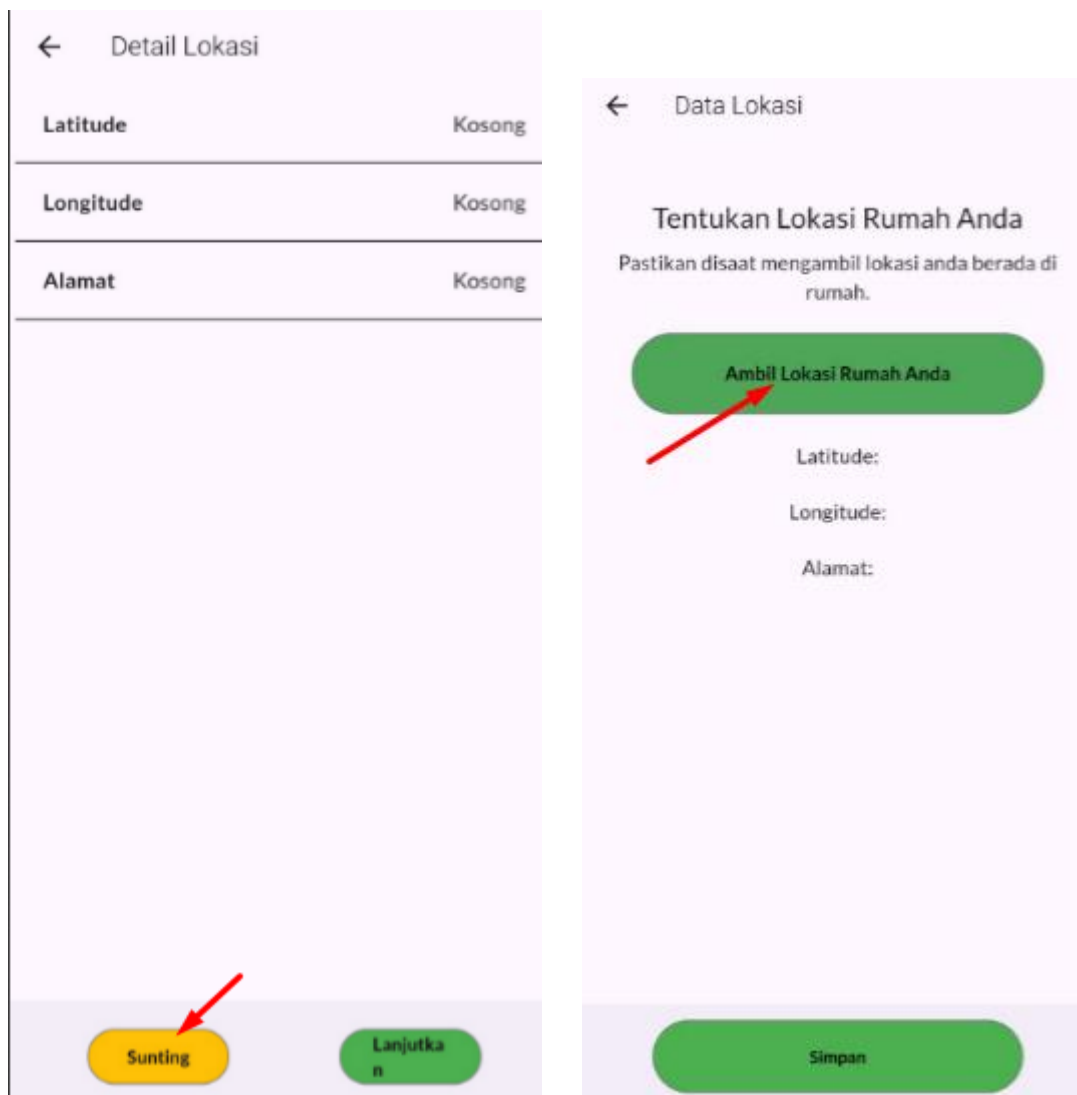 Detail Lokasi
Latitude Kosong
Longitude Kosong
Alamat Kosong
Sunting
Lanjutka
n
Data Lokasi
Tentukan Lokasi Rumah Anda
Pastikan disaat mengambil lokasi anda berada di
rumah.
Ambil Lokasi Rumah Anda
Latitude:
Longitude:
Alamat:
Simpan